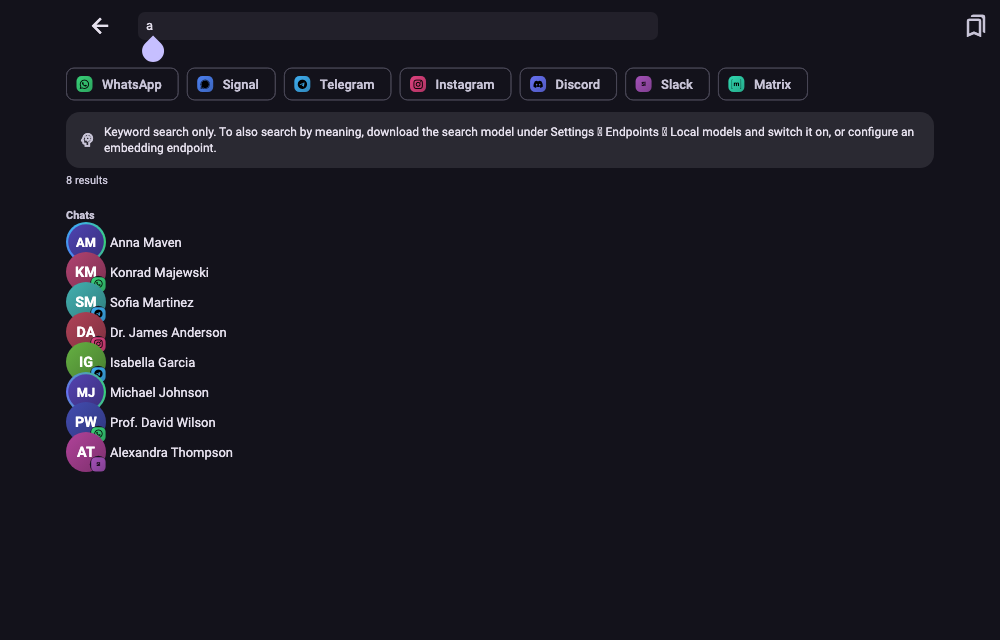 a
WhatsApp
Signal
Telegram
Instagram
Discord
Slack
Matrix
Keyword search only. To also search by meaning, download the search model under Settings ▯ Endpoints ▯ Local models and switch it on, or configure an
embedding endpoint.
8 results
Chats
AM Anna Maven
KM Konrad Majewski
SM Sofia Martinez
DA Dr. James Anderson
IG Isabella Garcia
MJ Michael Johnson
PW Prof. David Wilson
AT Alexandra Thompson